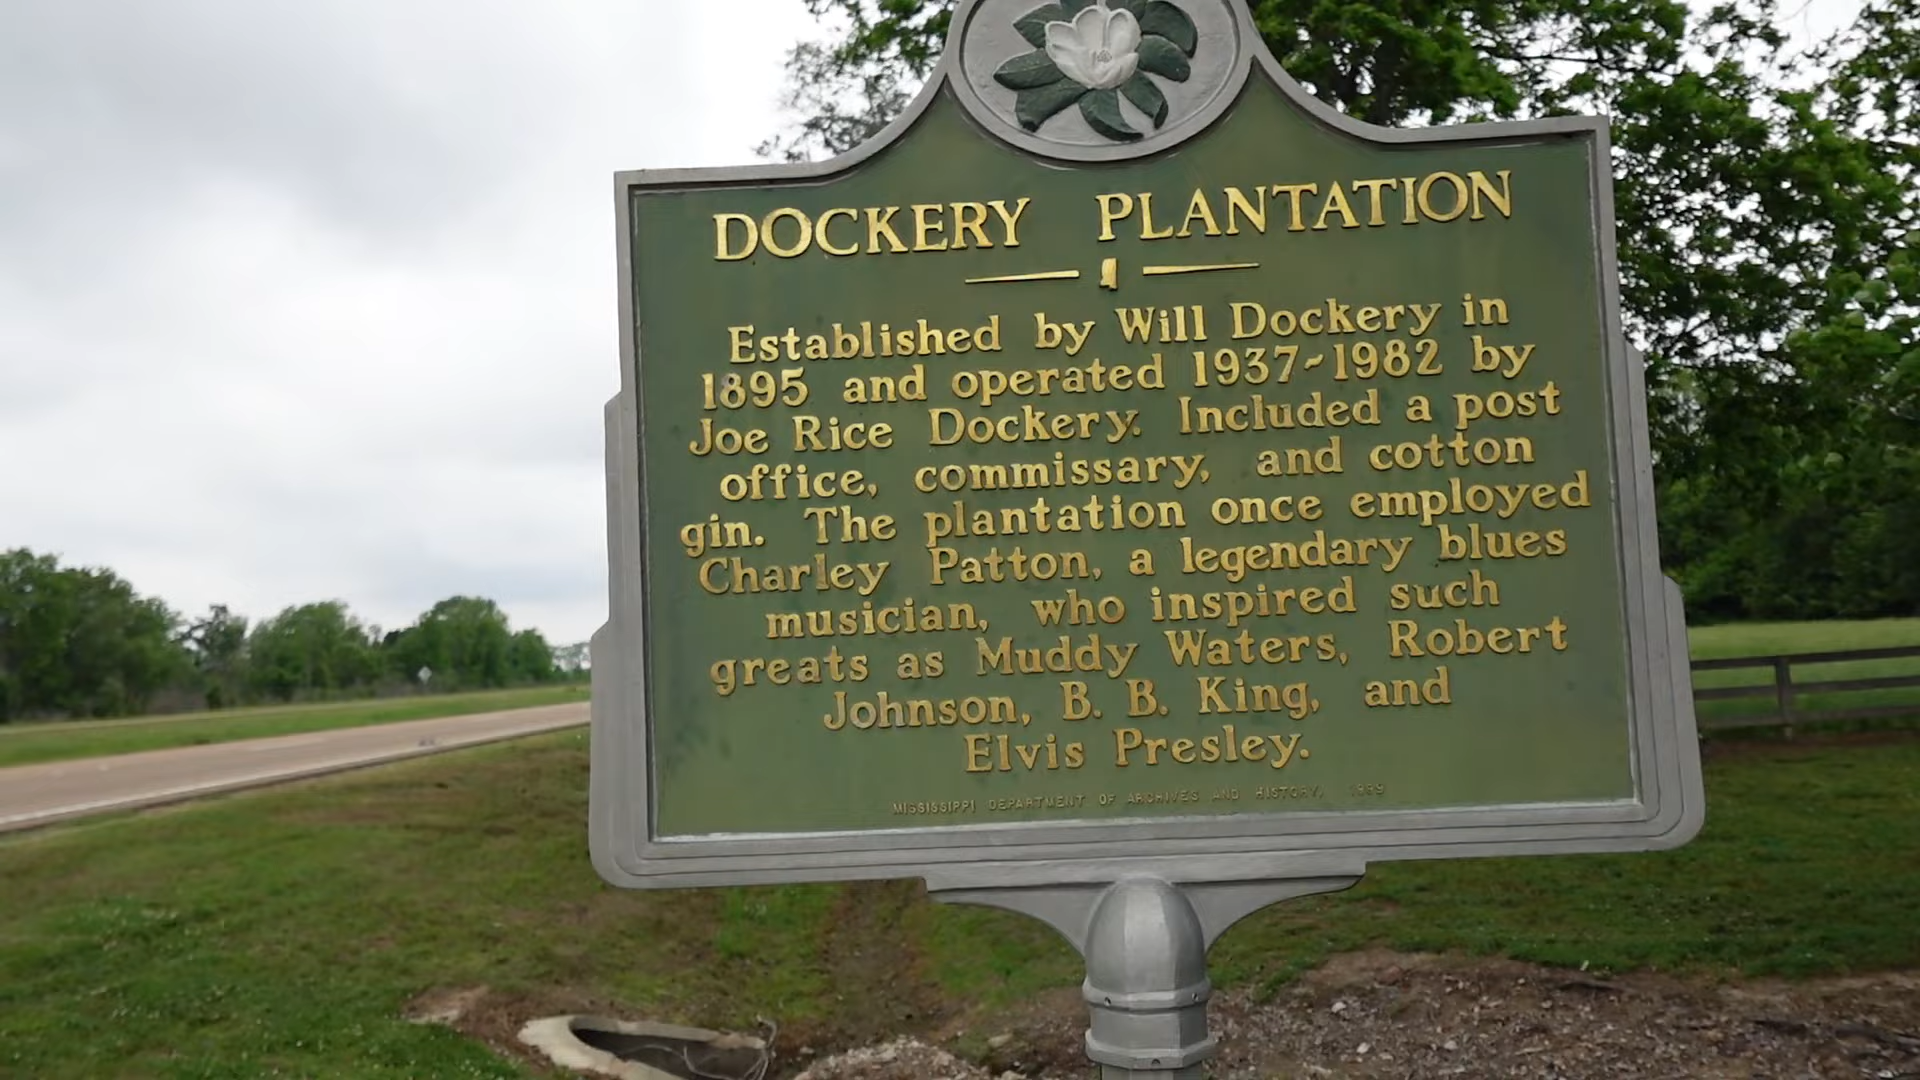 DOCKERY PLANTATION
Established by Will Dockery in
1895 and operated 1937-1982 by
Joe Rice Dockery. Included a post
office, commissary, and cotton
gin. The plantation once employed
Charley Patton, a legendary blues
musician, who inspired such
greats as Muddy Waters, Robert
Johnson, B. B. King, and
Elvis Presley.
MISSISSIPPI DEPARTMENT OF ARCHIVES AND HISTORY,